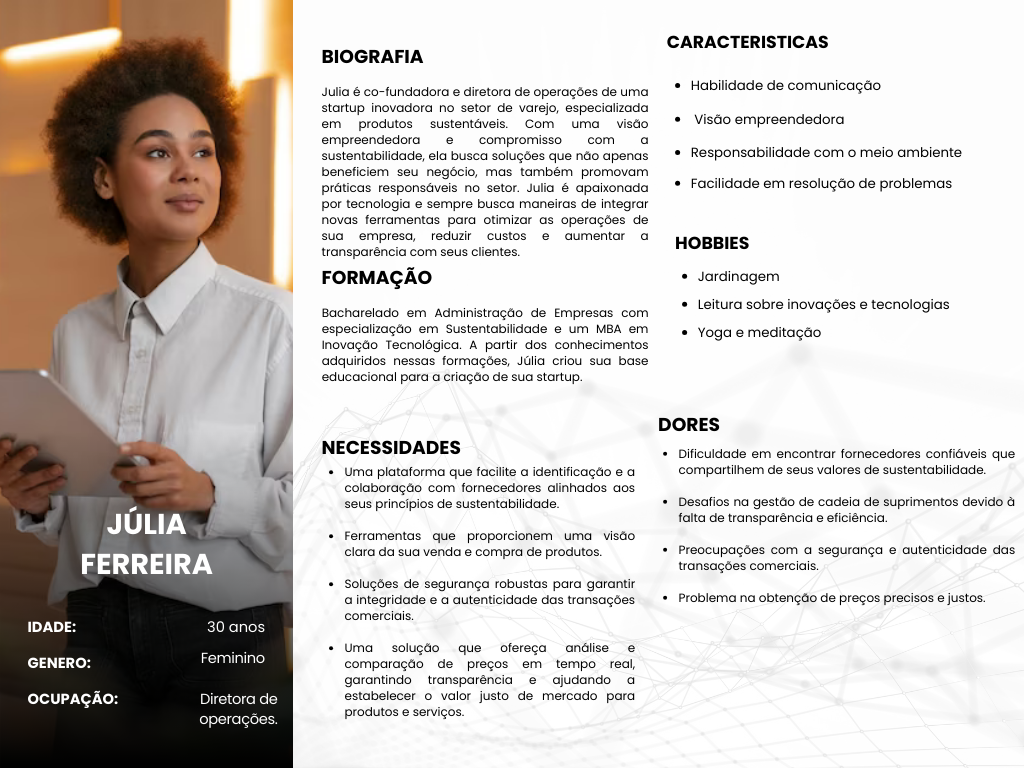 JÚLIA
FERREIRA
IDADE: 30 anos
GENERO: Feminino
OCUPAÇÃO: Diretora de
operações.
BIOGRAFIA
Julia é co-fundadora e diretora de operações de uma
startup inovadora no setor de varejo, especializada
em produtos sustentáveis. Com uma visão
empreendedora e compromisso com a
sustentabilidade, ela busca soluções que não apenas
beneficiem seu negócio, mas também promovam
práticas responsáveis no setor. Julia é apaixonada
por tecnologia e sempre busca maneiras de integrar
novas ferramentas para otimizar as operações de
sua empresa, reduzir custos e aumentar a
transparência com seus clientes.
FORMAÇÃO
Bacharelado em Administração de Empresas com
especialização em Sustentabilidade e um MBA em
Inovação Tecnológica. A partir dos conhecimentos
adquiridos nessas formações, Júlia criou sua base
educacional para a criação de sua startup.
NECESSIDADES
• Uma plataforma que facilite a identificação e a
colaboração com fornecedores alinhados aos
seus princípios de sustentabilidade.
• Ferramentas que proporcionem uma visão
clara da sua venda e compra de produtos.
• Soluções de segurança robustas para garantir
a integridade e a autenticidade das transações
comerciais.
• Uma solução que ofereça análise e
comparação de preços em tempo real,
garantindo transparência e ajudando a
estabelecer o valor justo de mercado para
produtos e serviços.
CARACTERISTICAS
• Habilidade de comunicação
• Visão empreendedora
• Responsabilidade com o meio ambiente
• Facilidade em resolução de problemas
HOBBIES
• Jardinagem
• Leitura sobre inovações e tecnologias
• Yoga e meditação
DORES
• Dificuldade em encontrar fornecedores confiáveis que
compartilhem de seus valores de sustentabilidade.
• Desafios na gestão de cadeia de suprimentos devido à
falta de transparência e eficiência.
• Preocupações com a segurança e autenticidade das
transações comerciais.
• Problema na obtenção de preços precisos e justos.